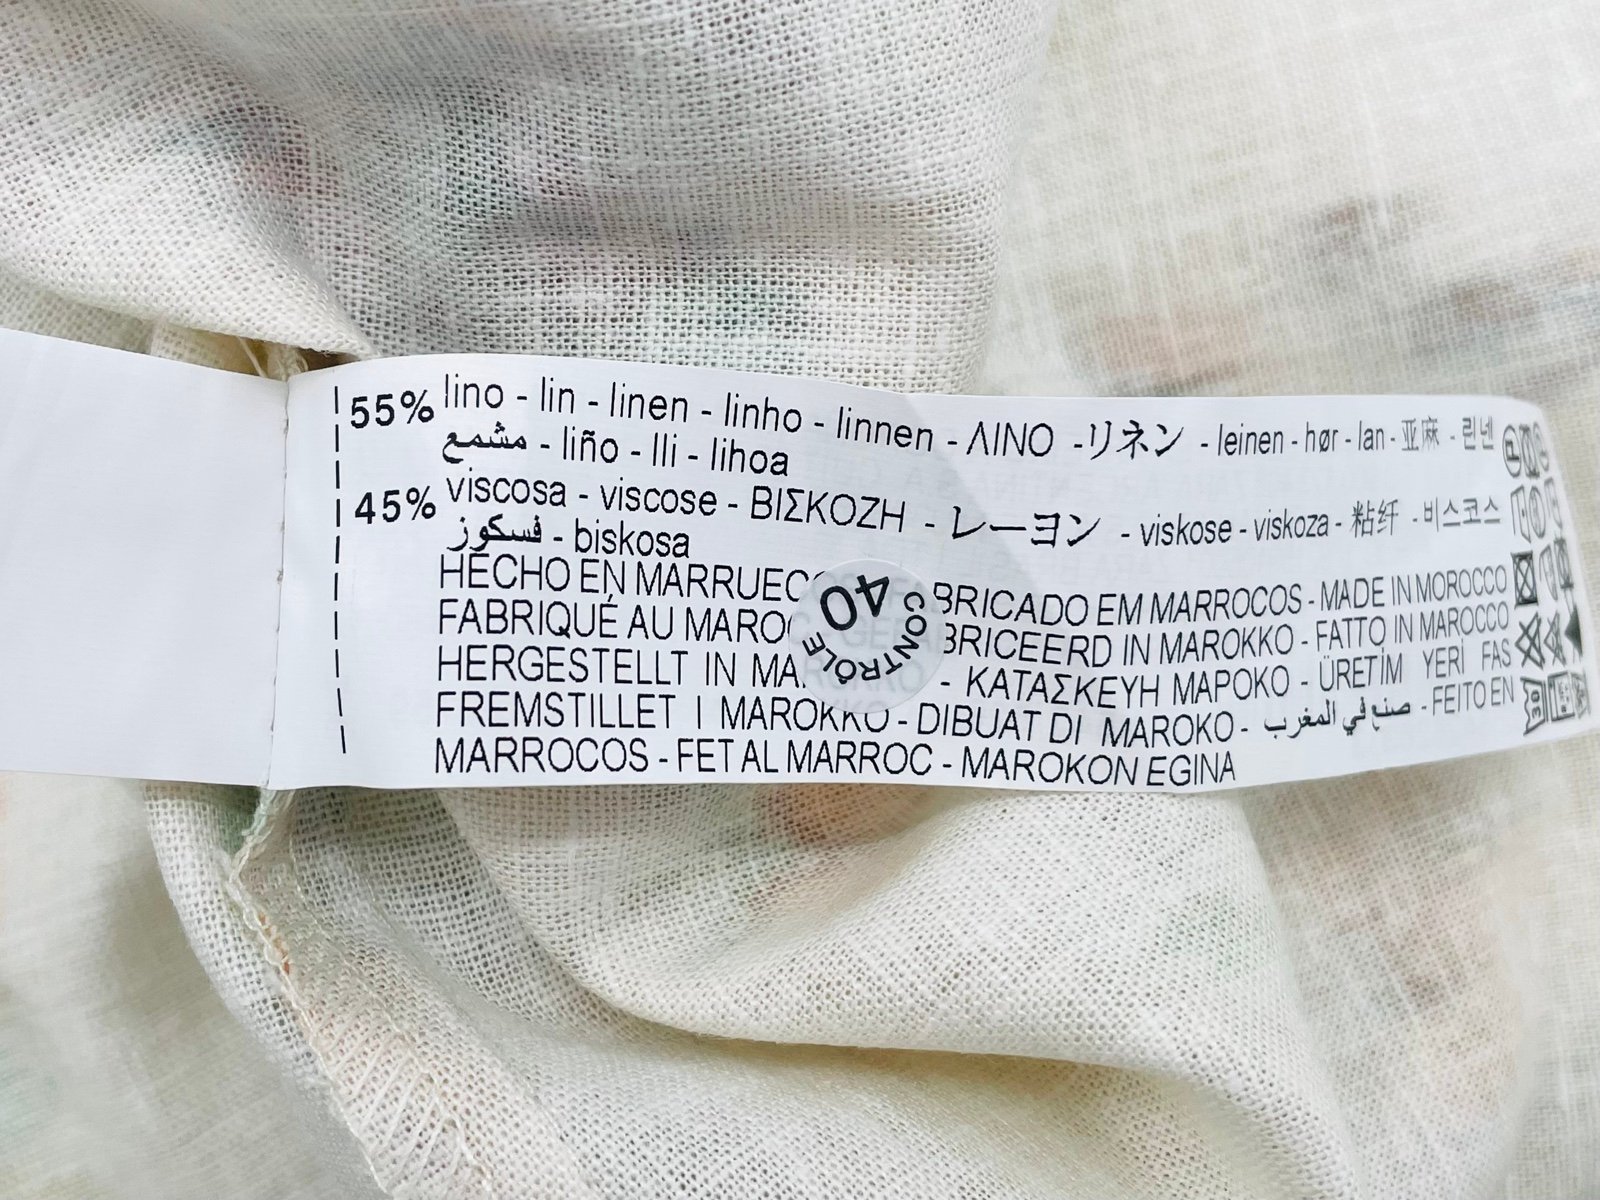 55% lino - lin - linen - linho - linnen - ΛΙΝΟ - リネン - leinen - hør - lan - 亚麻 - 린넨
مشمع - liño - lli - lihoa
45% viscosa - viscose - ΒΙΣΚΟΖΗ - レーヨン - viskose - viskoza - 粘纤 - 비스코스
فسكوز - biskosa
HECHO EN MARRUECOS BRICADO EM MARROCOS - MADE IN MOROCCO
FABRIQUÉ AU MAROC - BRICEERD IN MAROKKO - FATTO IN MAROCCO
HERGESTELLT IN MAROKKO - ΚΑΤΑΣΚΕΥΗ ΜΑΡΟΚΟ - ÜRETİM YERİ FAS
FREMSTILLET I MAROKKO - DIBUAT DI MAROKO - صنع في المغرب - FEITO EN
MARROCOS - FET AL MARROC - MAROKON EGINA
40
CONTRÔLE